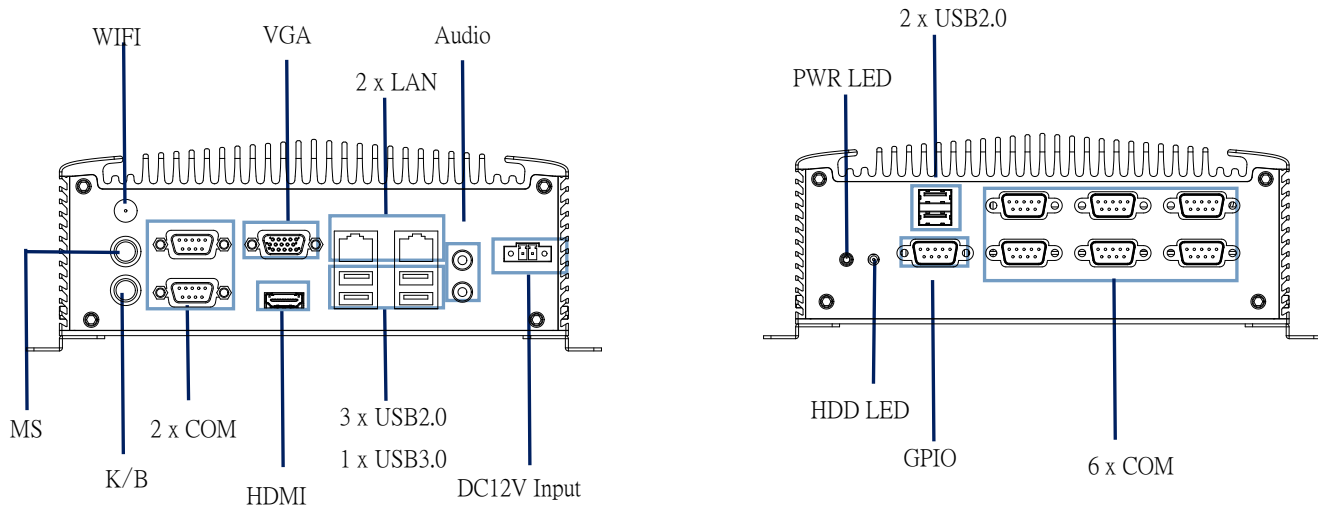 WIFI
VGA
Audio
2 x LAN
MS
2 x COM
K/B
HDMI
3 x USB2.0
1 x USB3.0
DC12V Input
2 x USB2.0
PWR LED
HDD LED
GPIO
6 x COM